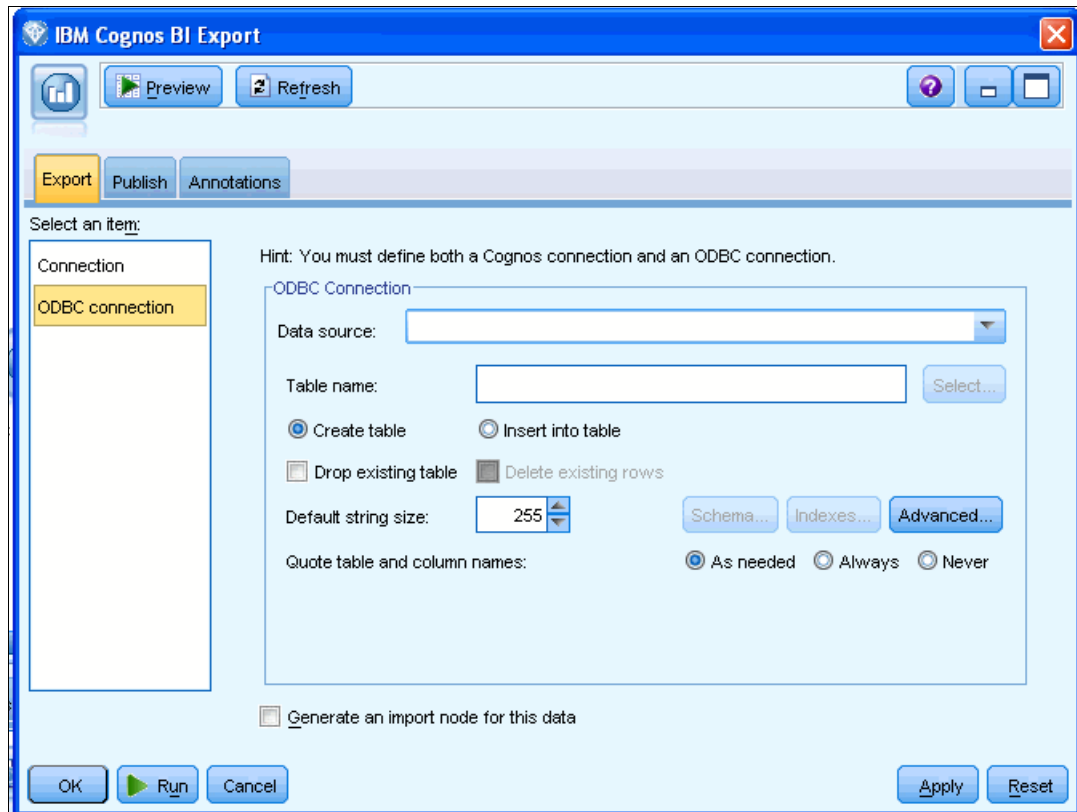 IBM Cognos BI Export
Preview Refresh ?
Export Publish Annotations
Select an item:
Connection
ODBC connection
Hint: You must define both a Cognos connection and an ODBC connection.
ODBC Connection
Data source:
Table name: Select...
Create table Insert into table
Drop existing table Delete existing rows
Default string size: 255 Schema... Indexes... Advanced...
Quote table and column names: As needed Always Never
Generate an import node for this data
OK Run Cancel Apply Reset